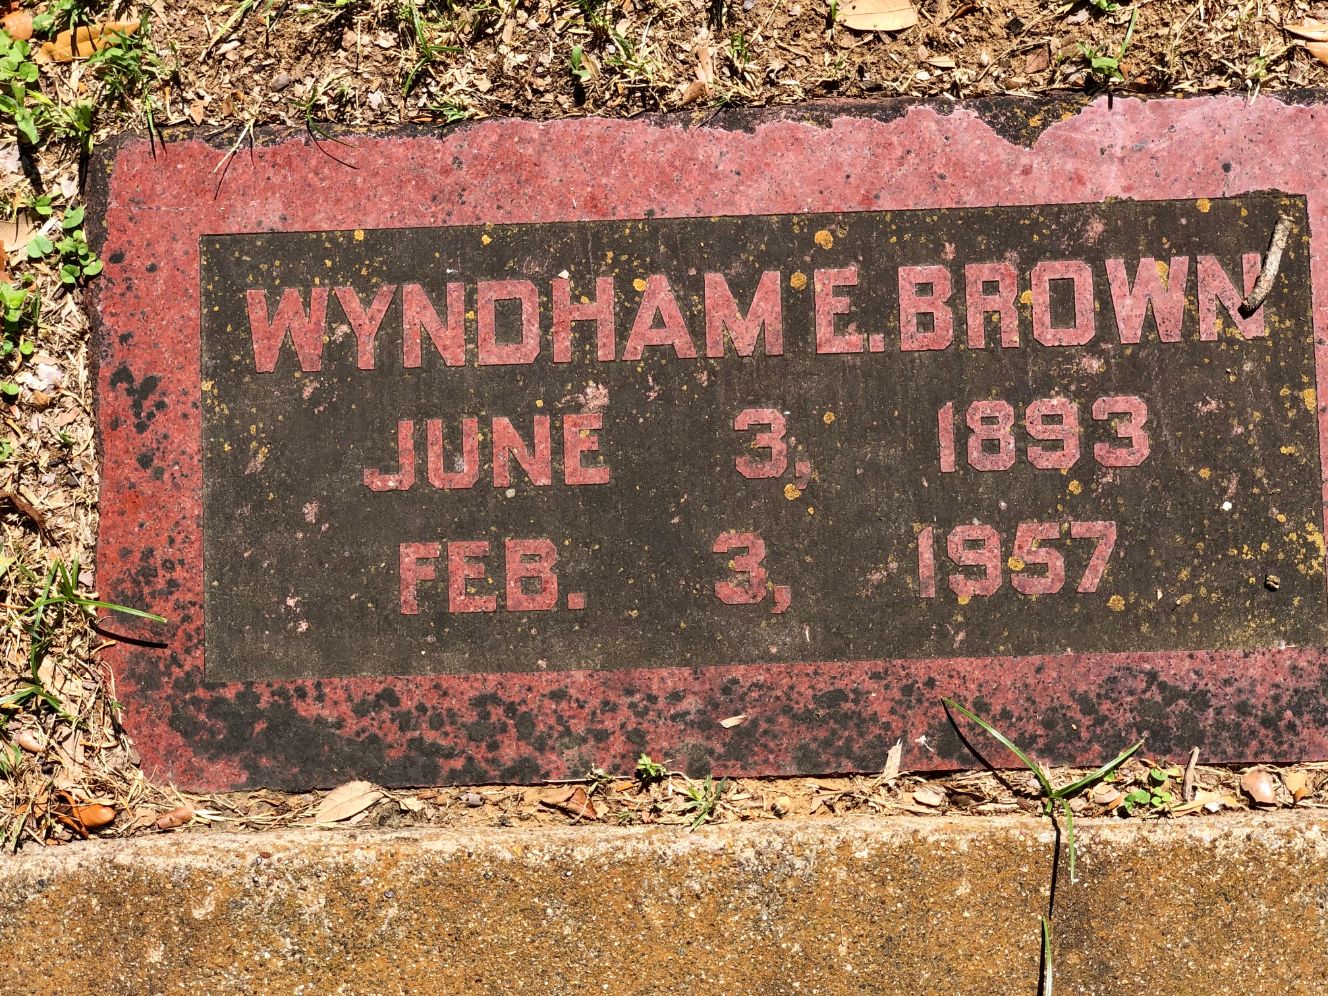 WYNDHAM E. BROWN
JUNE 3, 1893
FEB. 3, 1957